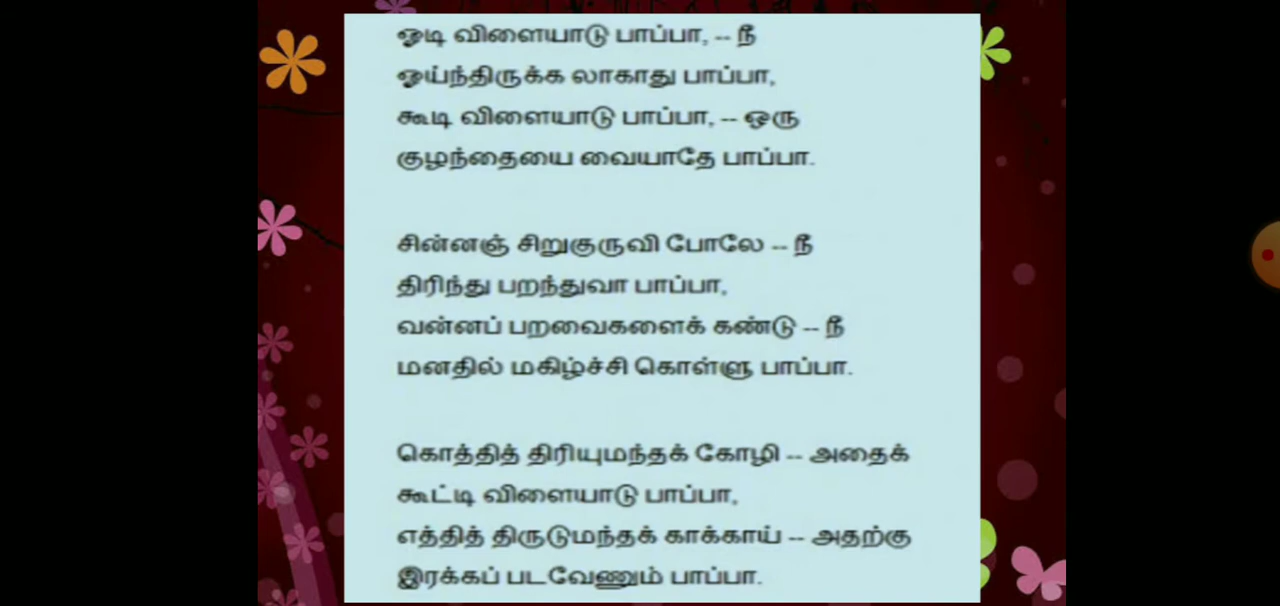 ஓடி விளையாடு பாப்பா, -- நீ
ஓய்ந்திருக்க லாகாது பாப்பா,
கூடி விளையாடு பாப்பா, -- ஒரு
குழந்தையை வையாதே பாப்பா.
சின்னஞ் சிறுகுருவி போலே -- நீ
திரிந்து பறந்துவா பாப்பா,
வன்னப் பறவைகளைக் கண்டு -- நீ
மனதில் மகிழ்ச்சி கொள்ளு பாப்பா.
கொத்தித் திரியுமந்தக் கோழி -- அதைக்
கூட்டி விளையாடு பாப்பா,
எத்தித் திருடுமந்தக் காக்காய் -- அதற்கு
இரக்கப் படவேணும் பாப்பா.